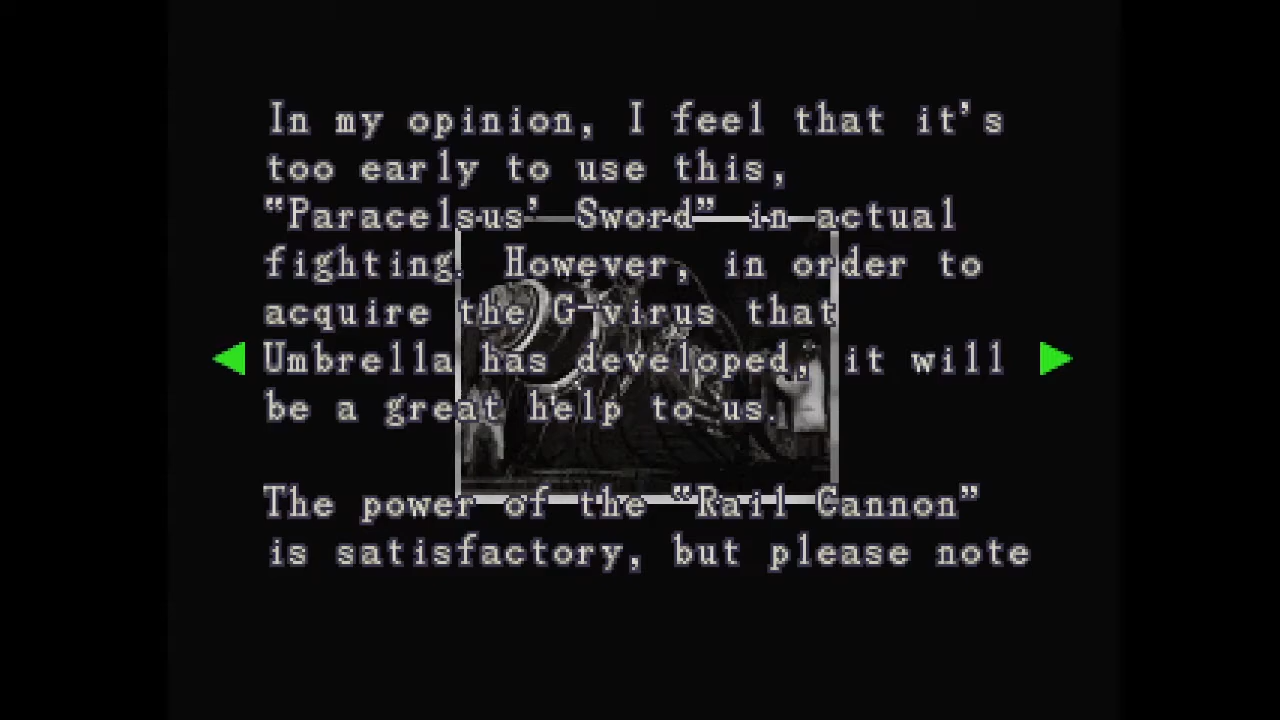 In my opinion, I feel that it's
too early to use this,
“Paracelsus’ Sword” in actual
fighting. However, in order to
acquire the G-virus that
Umbrella has developed, it will
be a great help to us.
The power of the “Rail Cannon”
is satisfactory, but please note